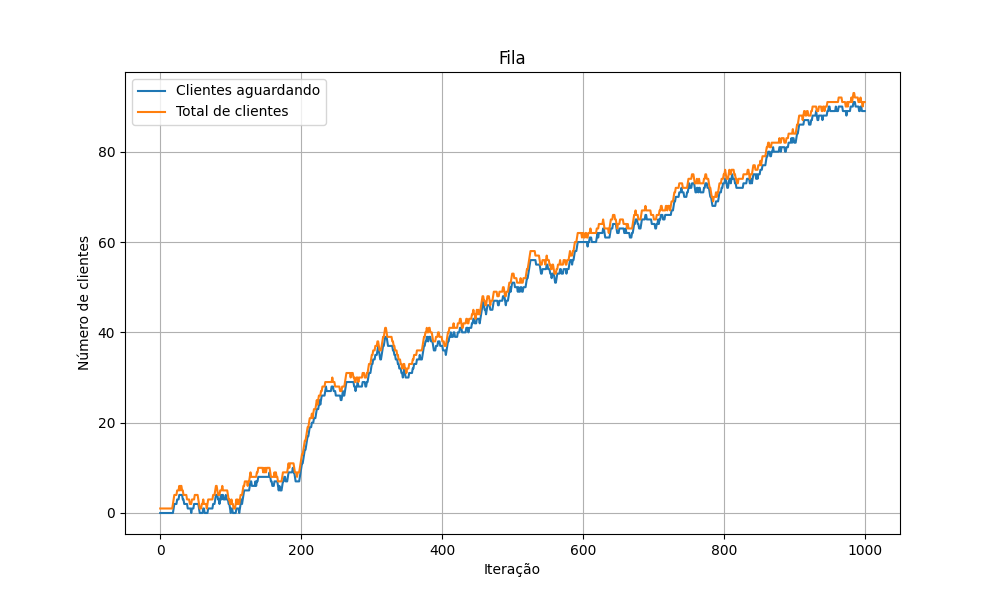 Fila
Clientes aguardando
Total de clientes
Número de clientes
80
60
40
20
0
0 200 400 600 800 1000
Iteração